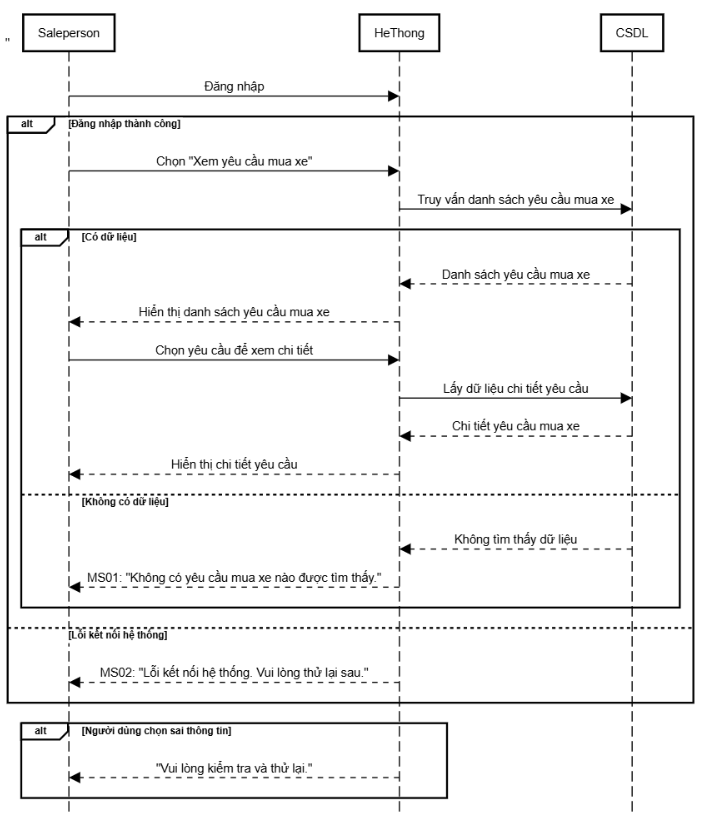 "
Saleperson
HeThong
CSDL
Đăng nhập
alt
[Đăng nhập thành công]
Chọn "Xem yêu cầu mua xe"
Truy vấn danh sách yêu cầu mua xe
alt
[Có dữ liệu]
Danh sách yêu cầu mua xe
Hiển thị danh sách yêu cầu mua xe
Chọn yêu cầu để xem chi tiết
Lấy dữ liệu chi tiết yêu cầu
Chi tiết yêu cầu mua xe
Hiển thị chi tiết yêu cầu
[Không có dữ liệu]
Không tìm thấy dữ liệu
MS01: "Không có yêu cầu mua xe nào được tìm thấy."
[Lỗi kết nối hệ thống]
MS02: "Lỗi kết nối hệ thống. Vui lòng thử lại sau."
alt
[Người dùng chọn sai thông tin]
"Vui lòng kiểm tra và thử lại."